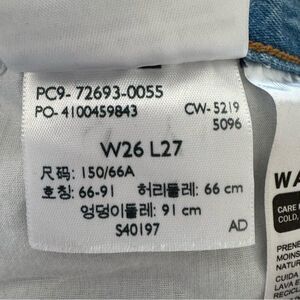 PC9- 72693-0055
PO- 4100459843 CW- 5219
5096
W26 L27
尺码: 150/66A
호칭: 66-91 허리둘레: 66 cm
엉덩이둘레: 91 cm
S40197 AD
WA
CARE
COLD,
PRENE
MOINS
NATUR
CUIDA
LAVA E
RECICL